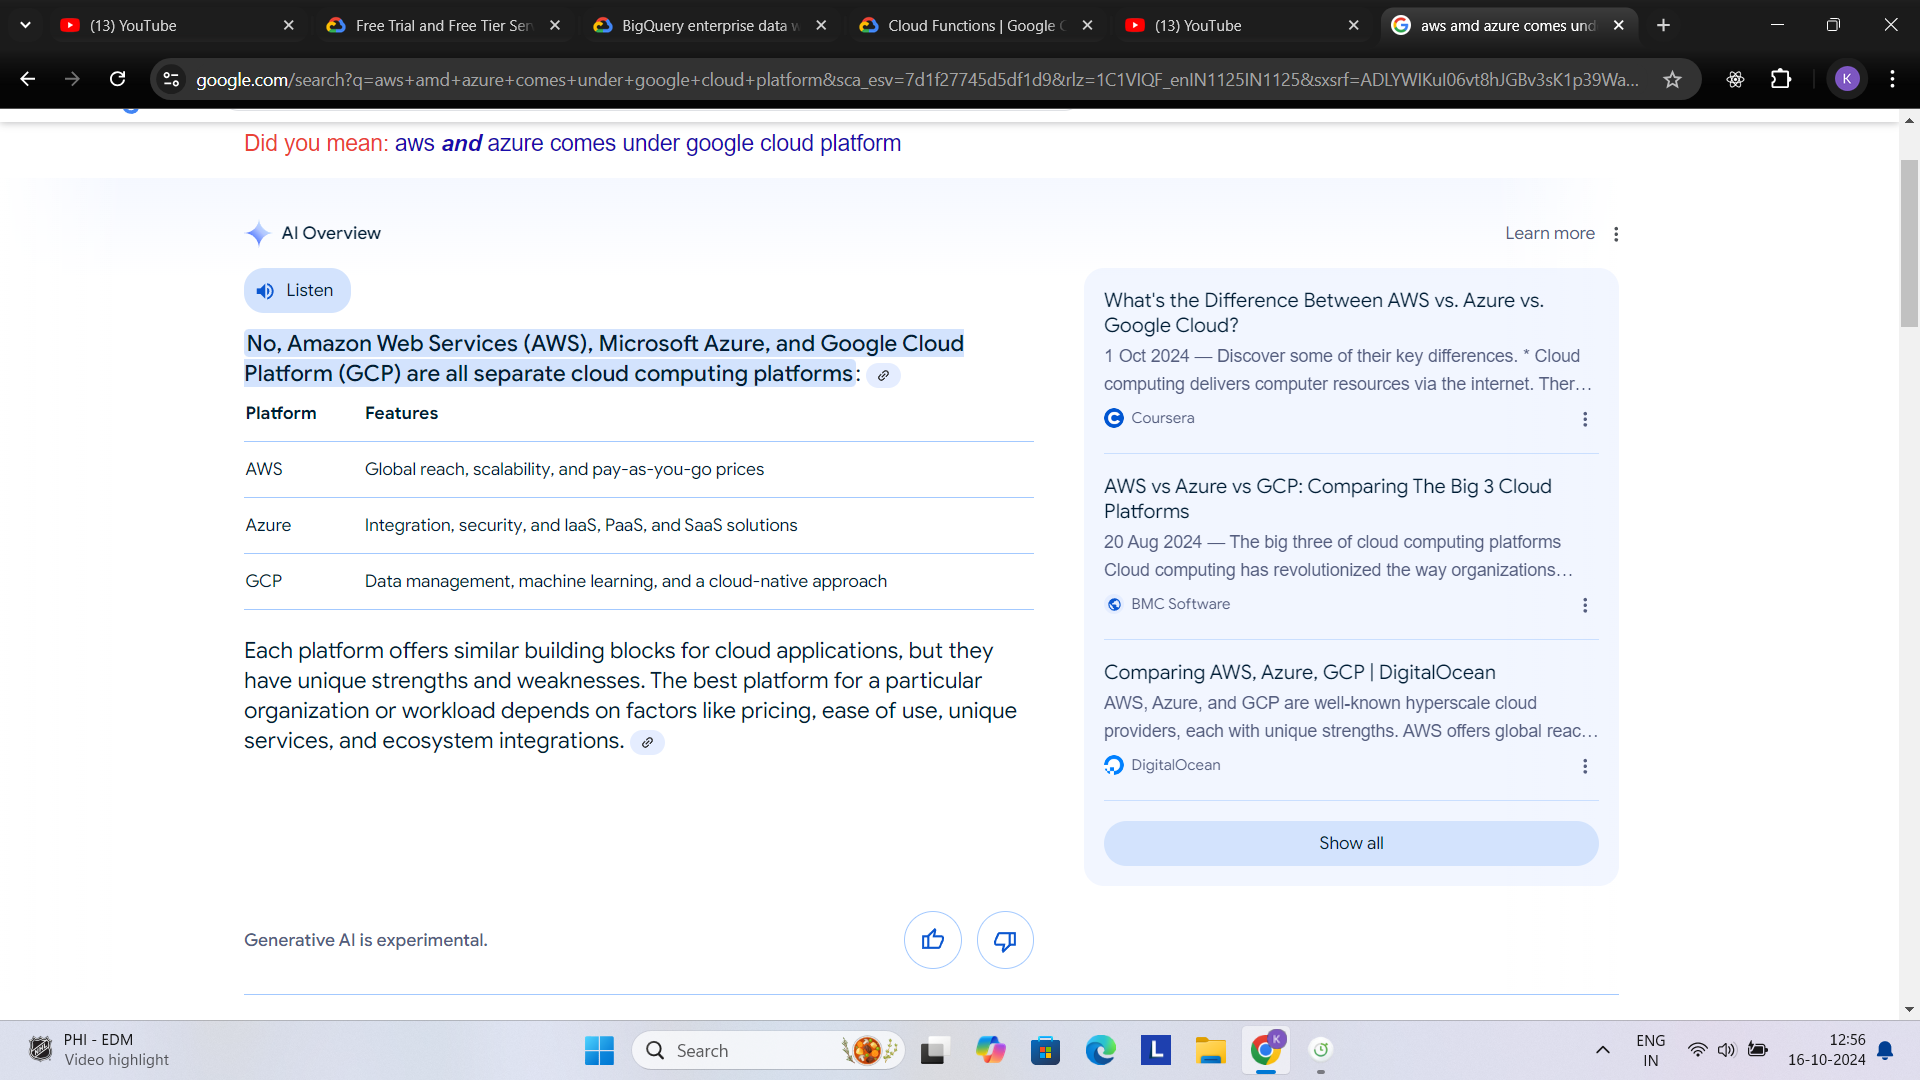 (13) YouTube
Free Trial and Free Tier Ser
BigQuery enterprise data w
Cloud Functions | Google C
(13) YouTube
aws amd azure comes und
google.com/search?q=aws+amd+azure+comes+under+google+cloud+platform&sca_esv=7d1f27745d5df1d9&rlz=1C1VIQF_enIN1125IN1125&sxsrf=ADLYWIKuI06vt8hJGBv3sK1p39Wa...
K
Did you mean: aws and azure comes under google cloud platform
AI Overview
Learn more
Listen
No, Amazon Web Services (AWS), Microsoft Azure, and Google Cloud
Platform (GCP) are all separate cloud computing platforms:
Platform Features
AWS Global reach, scalability, and pay-as-you-go prices
Azure Integration, security, and IaaS, PaaS, and SaaS solutions
GCP Data management, machine learning, and a cloud-native approach
Each platform offers similar building blocks for cloud applications, but they
have unique strengths and weaknesses. The best platform for a particular
organization or workload depends on factors like pricing, ease of use, unique
services, and ecosystem integrations.
What's the Difference Between AWS vs. Azure vs.
Google Cloud?
1 Oct 2024 — Discover some of their key differences. * Cloud
computing delivers computer resources via the internet. Ther...
Coursera
AWS vs Azure vs GCP: Comparing The Big 3 Cloud
Platforms
20 Aug 2024 — The big three of cloud computing platforms
Cloud computing has revolutionized the way organizations...
BMC Software
Comparing AWS, Azure, GCP | DigitalOcean
AWS, Azure, and GCP are well-known hyperscale cloud
providers, each with unique strengths. AWS offers global reac...
DigitalOcean
Show all
Generative AI is experimental.
PHI - EDM
Video highlight
Search
L
K
ENG
IN
12:56
16-10-2024